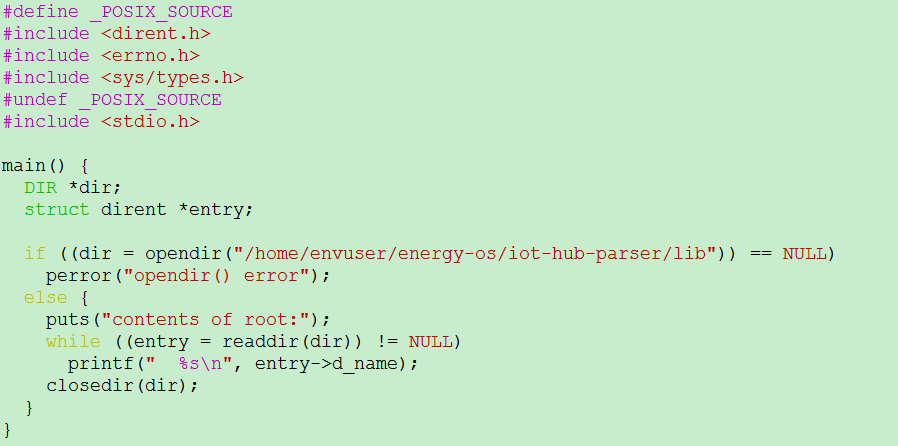 #define _POSIX_SOURCE
#include <dirent.h>
#include <errno.h>
#include <sys/types.h>
#undef _POSIX_SOURCE
#include <stdio.h>

main() {
  DIR *dir;
  struct dirent *entry;

  if ((dir = opendir("/home/envuser/energy-os/iot-hub-parser/lib")) == NULL)
    perror("opendir() error");
  else {
    puts("contents of root:");
    while ((entry = readdir(dir)) != NULL)
      printf("  %s\n", entry->d_name);
    closedir(dir);
  }
}